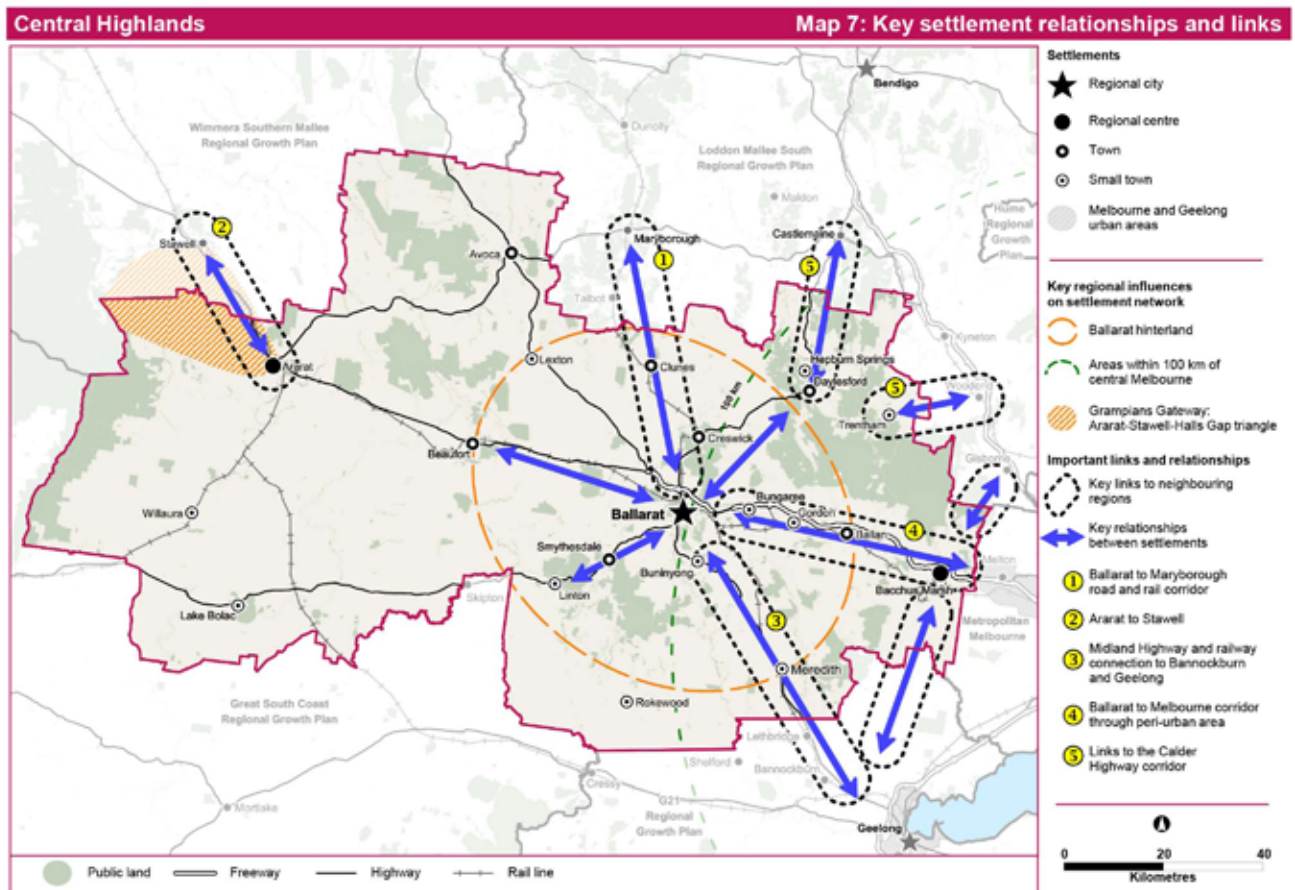 Central Highlands
Map 7: Key settlement relationships and links
Bendigo
Wimmera Southern Mallee
Regional Growth Plan
Dunolly
Loddon Mallee South
Regional Growth Plan
Maldon
Hume
Regional
Growth
Plan
2
Stawell
Maryborough
1
Castlemaine
5
Avoca
Talbot
Kyneton
Ararat
Lexton
Clunes
Hepburn Springs
Daylesford
5
Woodend
Trentham
100 km
Creswick
Beaufort
Gisborne
Willaura
Ballarat
Bungaree
Gordon
4
Ballan
Smythesdale
Buninyong
Melton
Linton
Bacchus Marsh
Skipton
Lake Bolac
3
Metropolitan
Melbourne
Meredith
Great South Coast
Regional Growth Plan
Rokewood
Lethbridge
Shelford
Bannockburn
Cressy
Mortlake
G21
Regional
Growth Plan
Geelong
Public land
Freeway
Highway
Rail line
Settlements
Regional city
Regional centre
Town
Small town
Melbourne and Geelong
urban areas
Key regional influences
on settlement network
Ballarat hinterland
Areas within 100 km of
central Melbourne
Grampians Gateway:
Ararat-Stawell-Halls Gap triangle
Important links and relationships
Key links to neighbouring
regions
Key relationships
between settlements
1 Ballarat to Maryborough
road and rail corridor
2 Ararat to Stawell
3 Midland Highway and railway
connection to Bannockburn
and Geelong
4 Ballarat to Melbourne corridor
through peri-urban area
5 Links to the Calder
Highway corridor
0 20 40
Kilometres